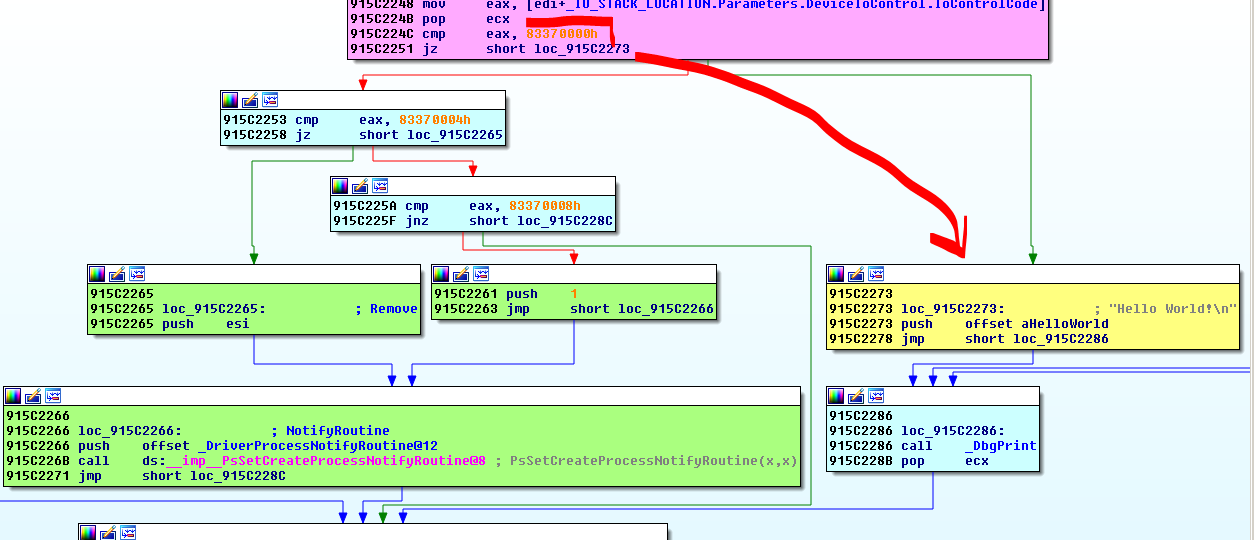 915C2248 mov eax, [edi+_IO_STACK_LOCATION.Parameters.DeviceIoControl.IoControlCode]
915C224B pop ecx
915C224C cmp eax, 83370000h
915C2251 jz short loc_915C2273
915C2253 cmp eax, 83370004h
915C2258 jz short loc_915C2265
915C225A cmp eax, 83370008h
915C225F jnz short loc_915C228C
915C2265
915C2265 loc_915C2265: ; Remove
915C2265 push esi
915C2261 push 1
915C2263 jmp short loc_915C2266
915C2273
915C2273 loc_915C2273: ; "Hello World!\n"
915C2273 push offset aHelloWorld
915C2278 jmp short loc_915C2286
915C2266
915C2266 loc_915C2266: ; NotifyRoutine
915C2266 push offset _DriverProcessNotifyRoutine@12
915C226B call ds:__imp__PsSetCreateProcessNotifyRoutine@8 ; PsSetCreateProcessNotifyRoutine(x,x)
915C2271 jmp short loc_915C228C
915C2286
915C2286 loc_915C2286:
915C2286 call _DbgPrint
915C228B pop ecx